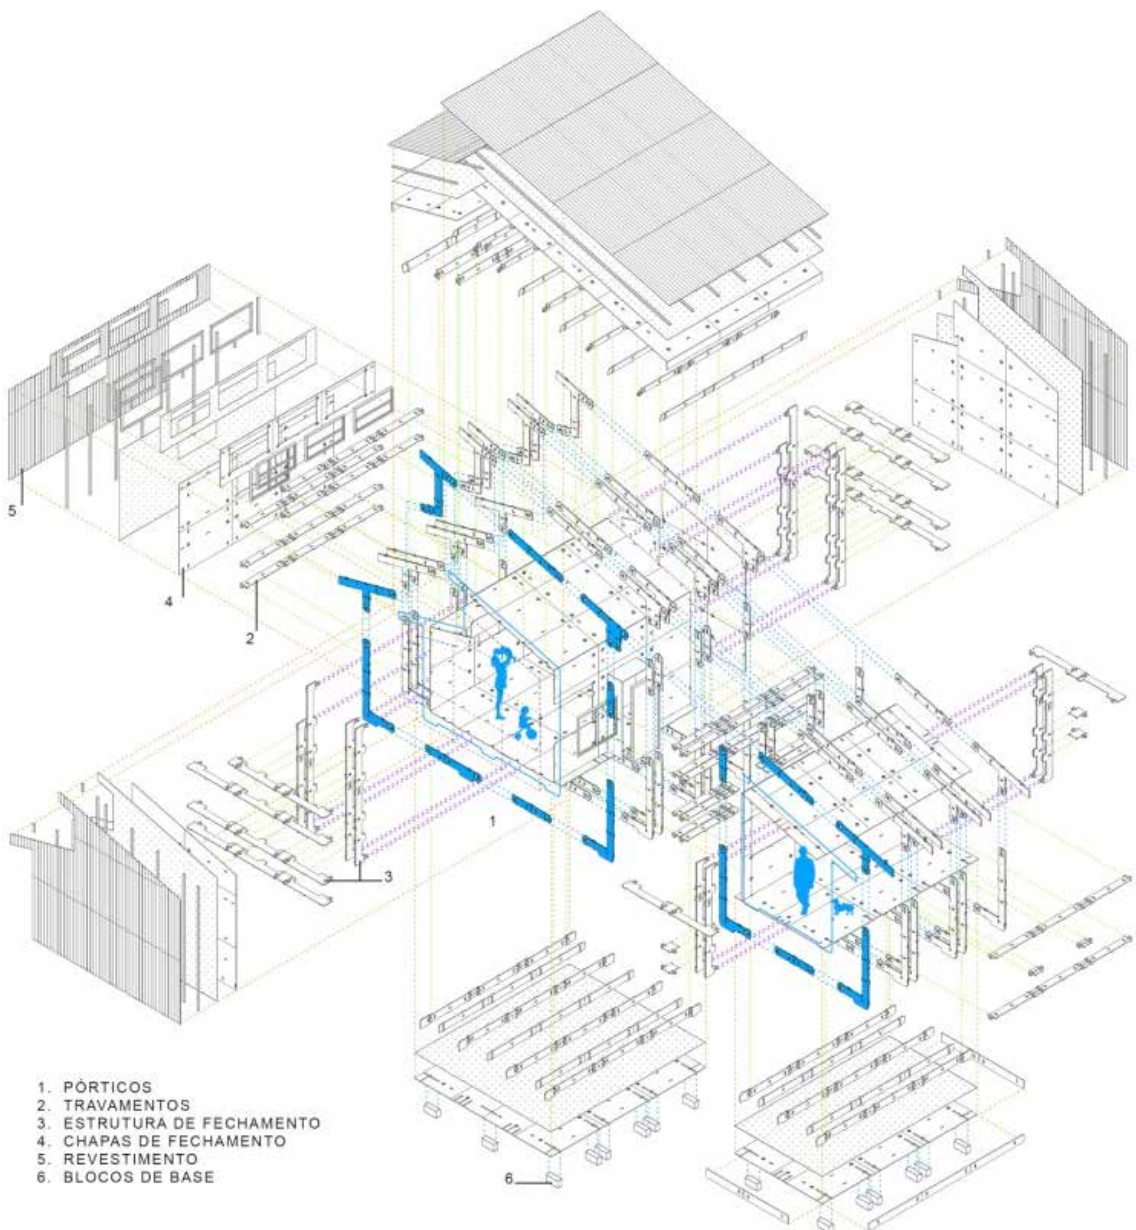 5
4
2
1
3
1. PÓRTICOS
2. TRAVAMENTOS
3. ESTRUTURA DE FECHAMENTO
4. CHAPAS DE FECHAMENTO
5. REVESTIMENTO
6. BLOCOS DE BASE
6